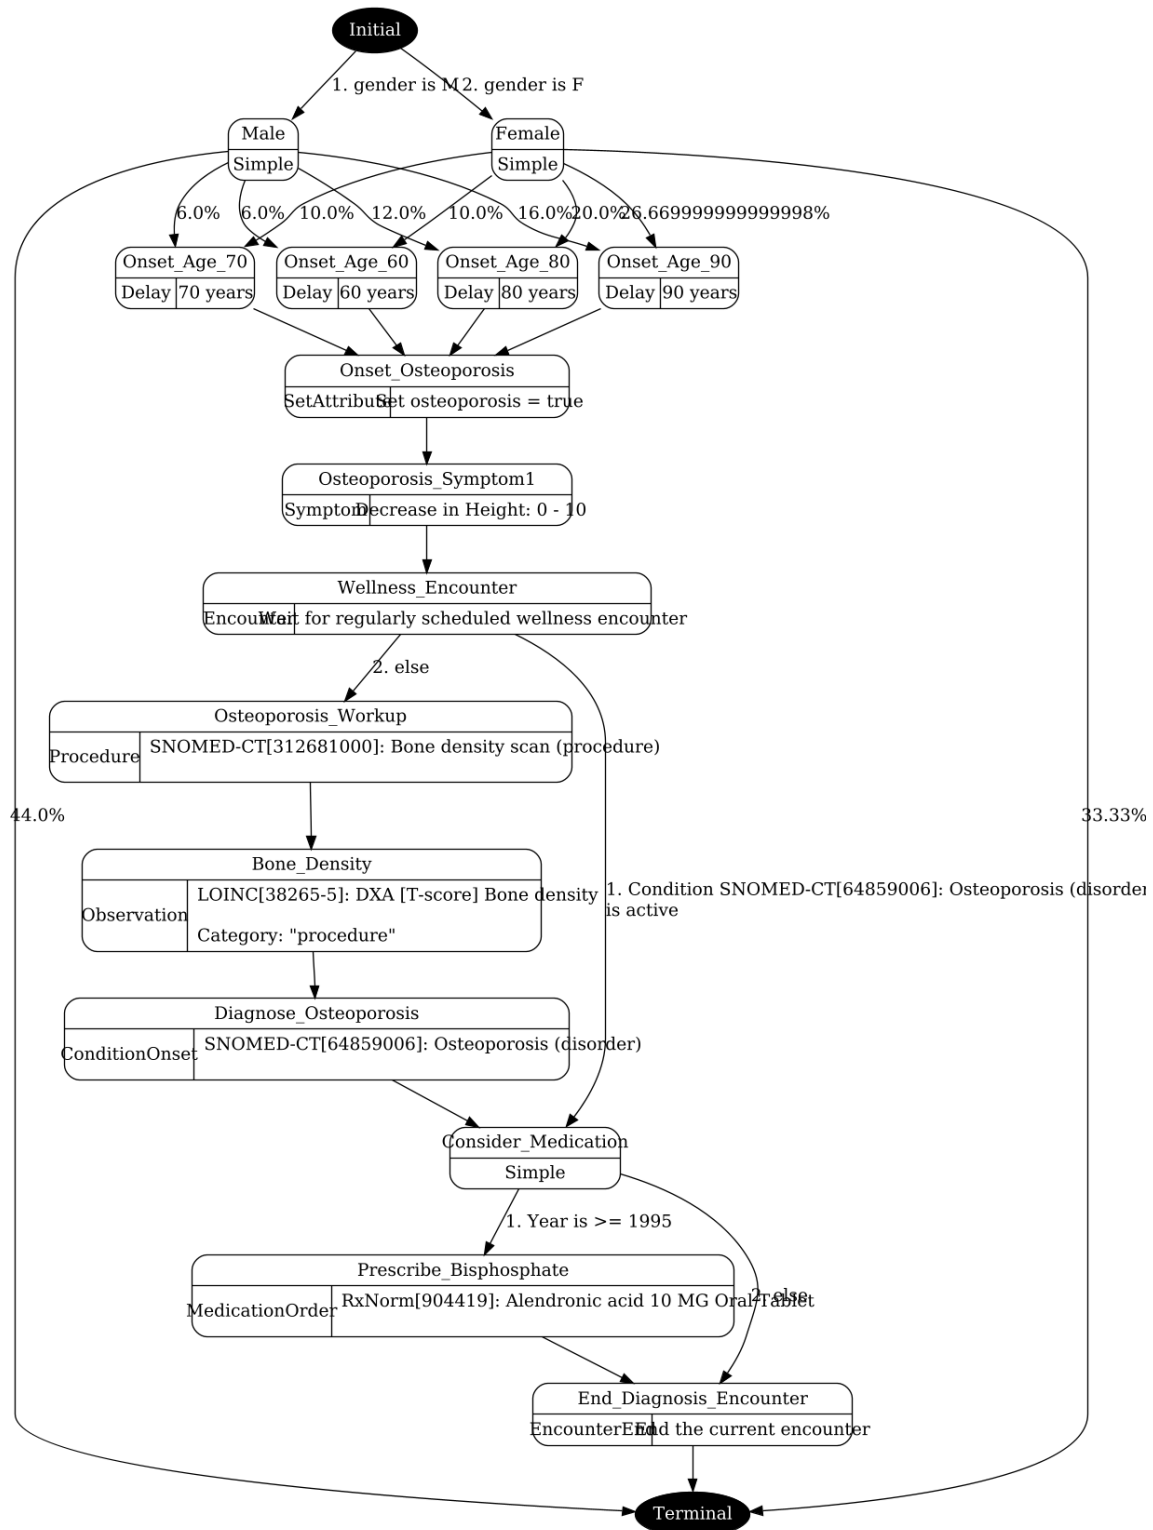 Initial
1. gender is M
2. gender is F
Male
Simple
Female
Simple
6.0%
6.0%
10.0%
12.0%
10.0%
16.0%
20.0%
26.669999999999998%
Onset_Age_70
Delay
70 years
Onset_Age_60
Delay
60 years
Onset_Age_80
Delay
80 years
Onset_Age_90
Delay
90 years
Onset_Osteoporosis
SetAttribute
Set osteoporosis = true
Osteoporosis_Symptom1
Symptom
Decrease in Height: 0 - 10
Wellness_Encounter
Encounter
Wait for regularly scheduled wellness encounter
2. else
Osteoporosis_Workup
Procedure
SNOMED-CT[312681000]: Bone density scan (procedure)
44.0%
33.33%
Bone_Density
Observation
LOINC[38265-5]: DXA [T-score] Bone density
Category: "procedure"
1. Condition SNOMED-CT[64859006]: Osteoporosis (disorder
is active
Diagnose_Osteoporosis
ConditionOnset
SNOMED-CT[64859006]: Osteoporosis (disorder)
Consider_Medication
Simple
1. Year is >= 1995
Prescribe_Bisphosphate
MedicationOrder
RxNorm[904419]: Alendronic acid 10 MG Oral Tablet
2. else
End_Diagnosis_Encounter
EncounterEnd
End the current encounter
Terminal